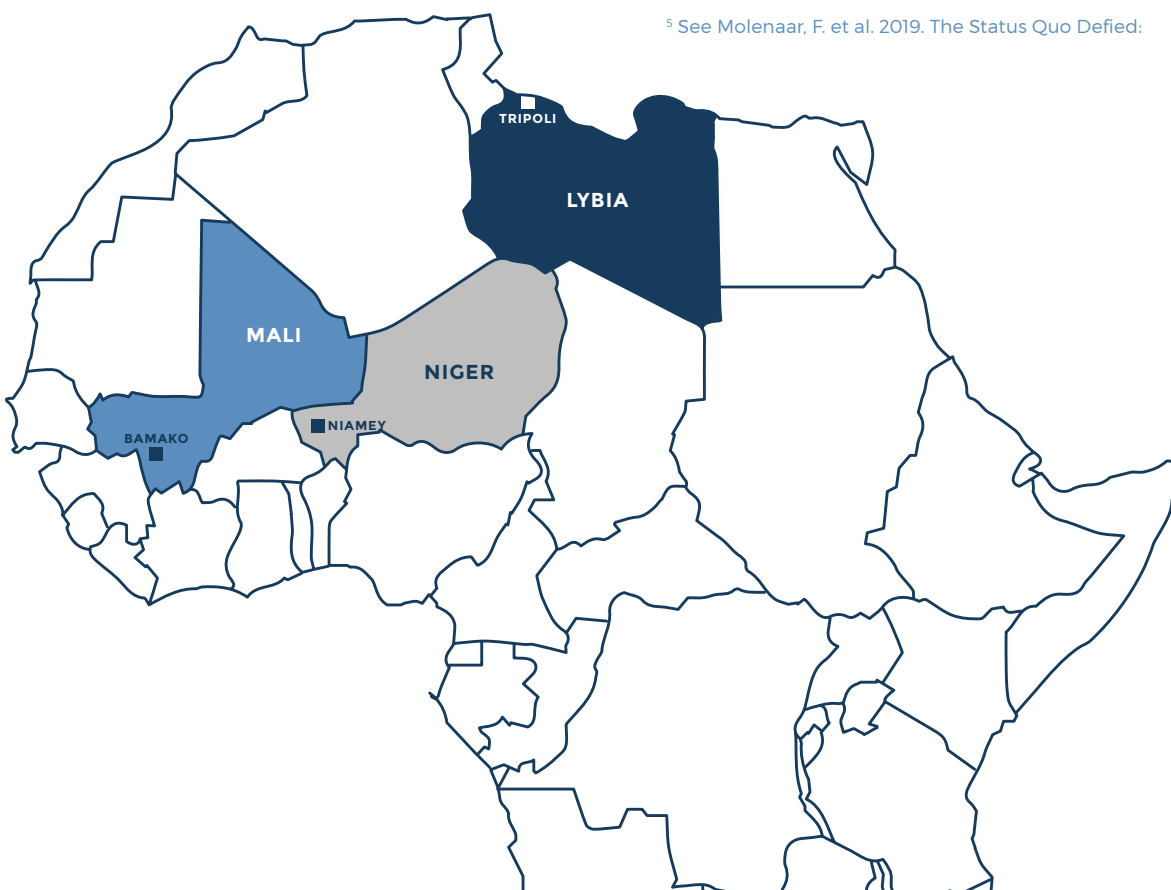 ⁵ See Molenaar, F. et al. 2019. The Status Quo Defied:
TRIPOLI
LYBIA
MALI
NIGER
NIAMEY
BAMAKO